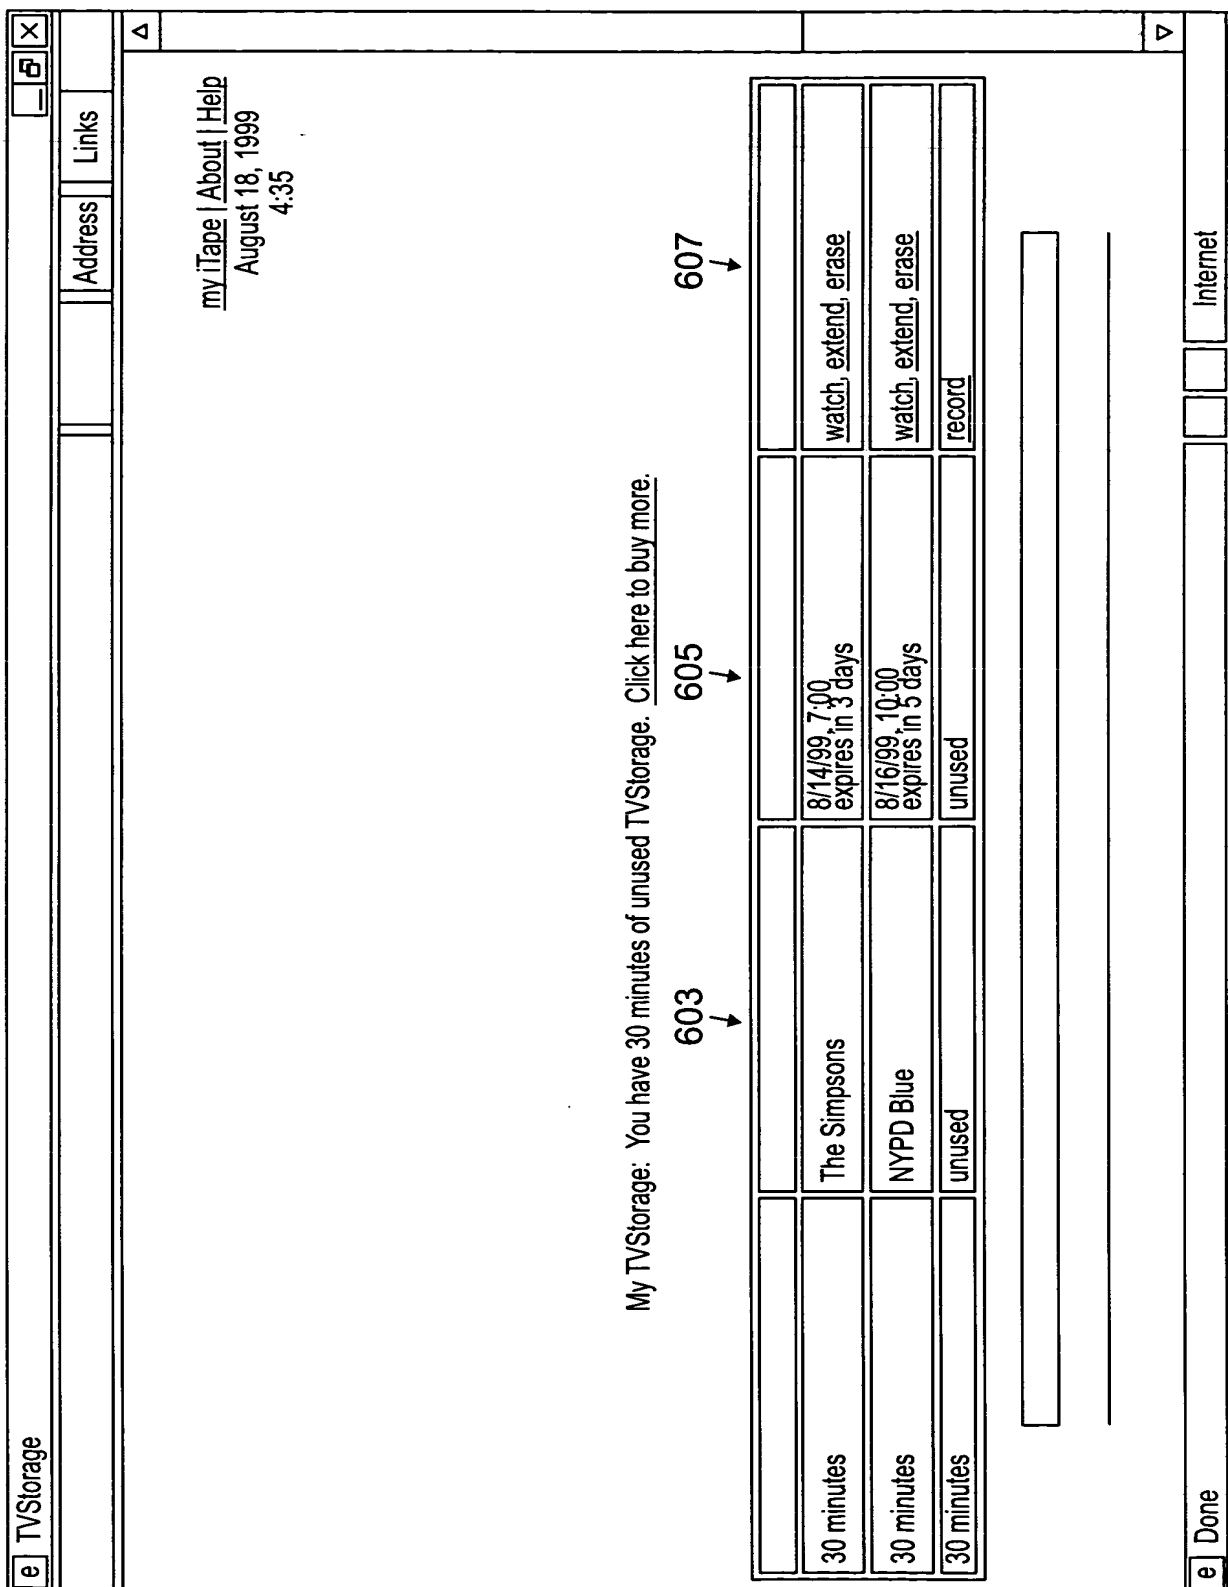 e TVStorage
Address Links
my iTape | About | Help
August 18, 1999
4:35
My TVStorage: You have 30 minutes of unused TVStorage. Click here to buy more.
603 605 607
30 minutes The Simpsons 8/14/99, 7:00 expires in 3 days watch, extend, erase
30 minutes NYPD Blue 8/16/99, 10:00 expires in 5 days watch, extend, erase
30 minutes unused unused record
e Done Internet